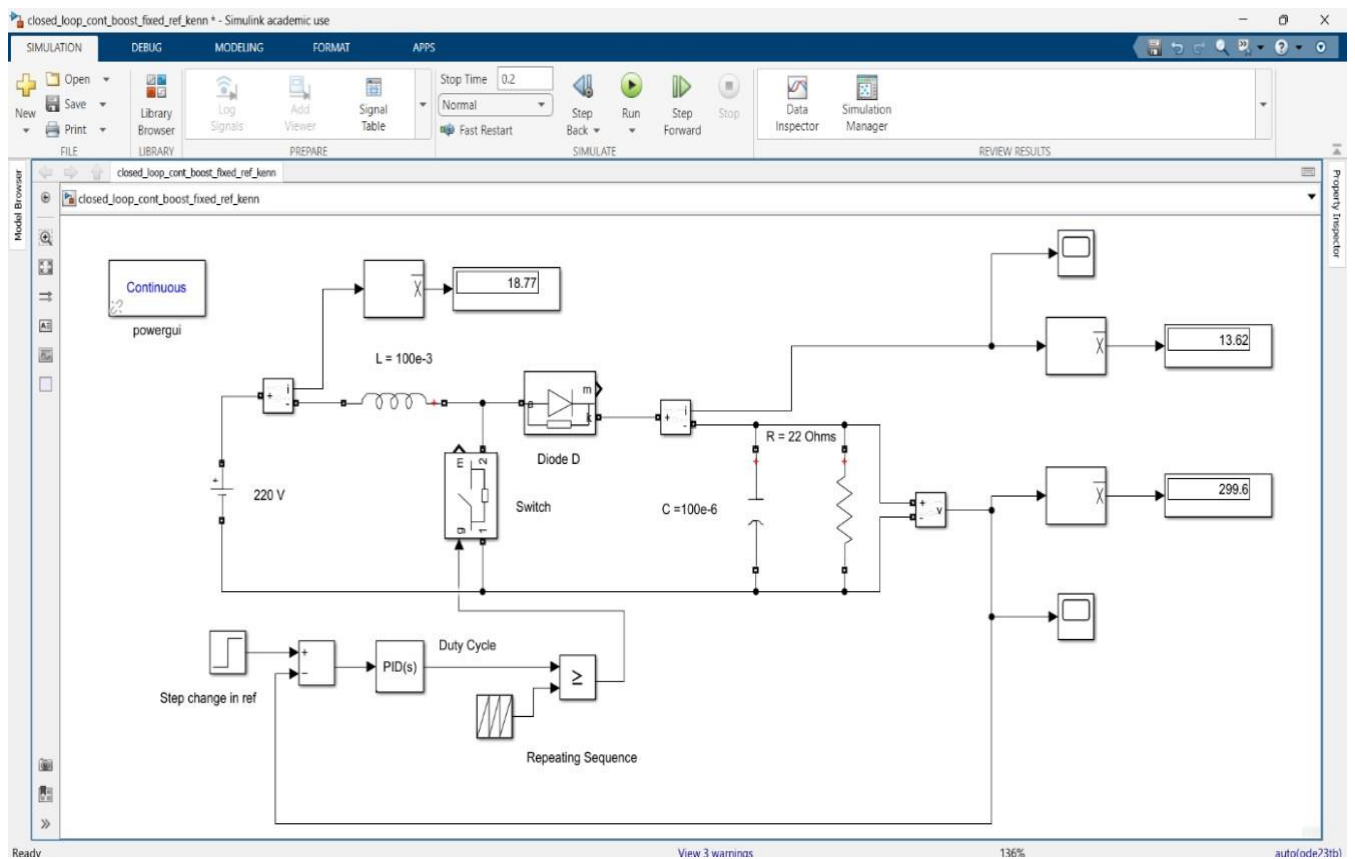 closed_loop_cont_boost_fixed_ref_kenn * - Simulink academic use
SIMULATION DEBUG MODELING FORMAT APPS
New
Open
Save
Print
FILE
Library Browser
LIBRARY
Log Signals
Add Viewer
Signal Table
PREPARE
Stop Time 0.2
Normal
Fast Restart
Step Back
Run
Step Forward
Stop
SIMULATE
Data Inspector
Simulation Manager
REVIEW RESULTS
Model Browser
Property Inspector
closed_loop_cont_boost_fixed_ref_kenn
closed_loop_cont_boost_fixed_ref_kenn
Continuous
powergui
x
18.77
L = 100e-3
i
+
-
a
m
k
Diode D
i
+
-
x
13.62
R = 22 Ohms
220 V
+
m
2
g
1
Switch
C =100e-6
+
-
v
x
299.6
Step change in ref
+
−
PID(s)
Duty Cycle
≥
Repeating Sequence
Ready
View 3 warnings
136%
auto(ode23tb)